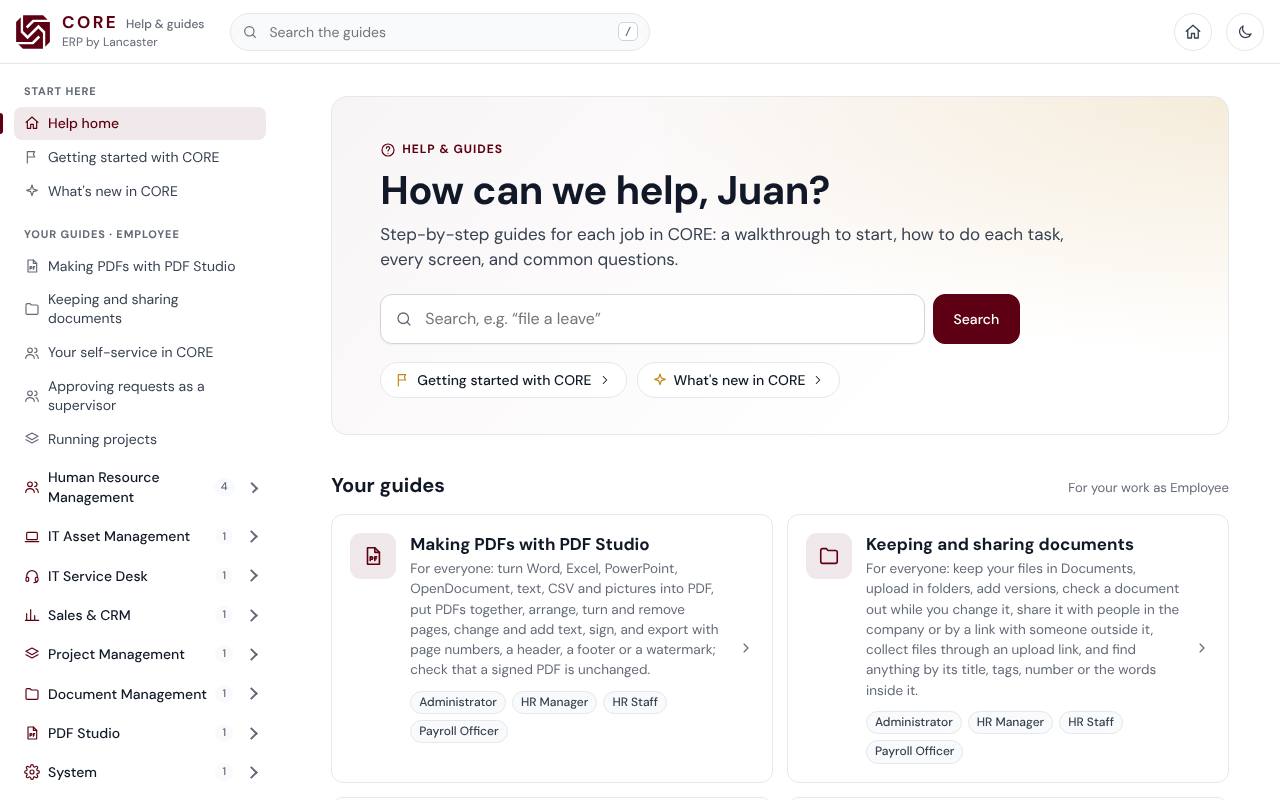 CORE Help & guides
ERP by Lancaster
Search the guides
/
START HERE
Help home
Getting started with CORE
What's new in CORE
YOUR GUIDES · EMPLOYEE
Making PDFs with PDF Studio
Keeping and sharing
documents
Your self-service in CORE
Approving requests as a
supervisor
Running projects
Human Resource
Management
4
IT Asset Management 1
IT Service Desk 1
Sales & CRM 1
Project Management 1
Document Management 1
PDF Studio 1
System 1
HELP & GUIDES
How can we help, Juan?
Step-by-step guides for each job in CORE: a walkthrough to start, how to do each task,
every screen, and common questions.
Search, e.g. “file a leave”
Search
Getting started with CORE
What's new in CORE
Your guides
For your work as Employee
Making PDFs with PDF Studio
For everyone: turn Word, Excel, PowerPoint,
OpenDocument, text, CSV and pictures into PDF,
put PDFs together, arrange, turn and remove
pages, change and add text, sign, and export with
page numbers, a header, a footer or a watermark;
check that a signed PDF is unchanged.
Administrator HR Manager HR Staff
Payroll Officer
Keeping and sharing documents
For everyone: keep your files in Documents,
upload in folders, add versions, check a document
out while you change it, share it with people in the
company or by a link with someone outside it,
collect files through an upload link, and find
anything by its title, tags, number or the words
inside it.
Administrator HR Manager HR Staff
Payroll Officer